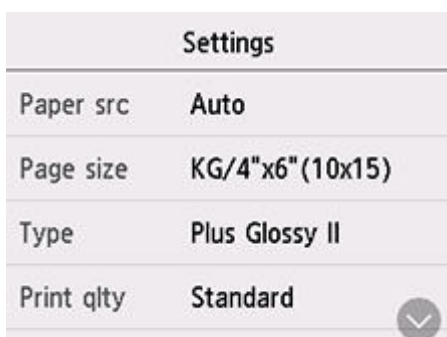 Settings
Paper src Auto
Page size KG/4"x6"(10x15)
Type Plus Glossy II
Print qlty Standard